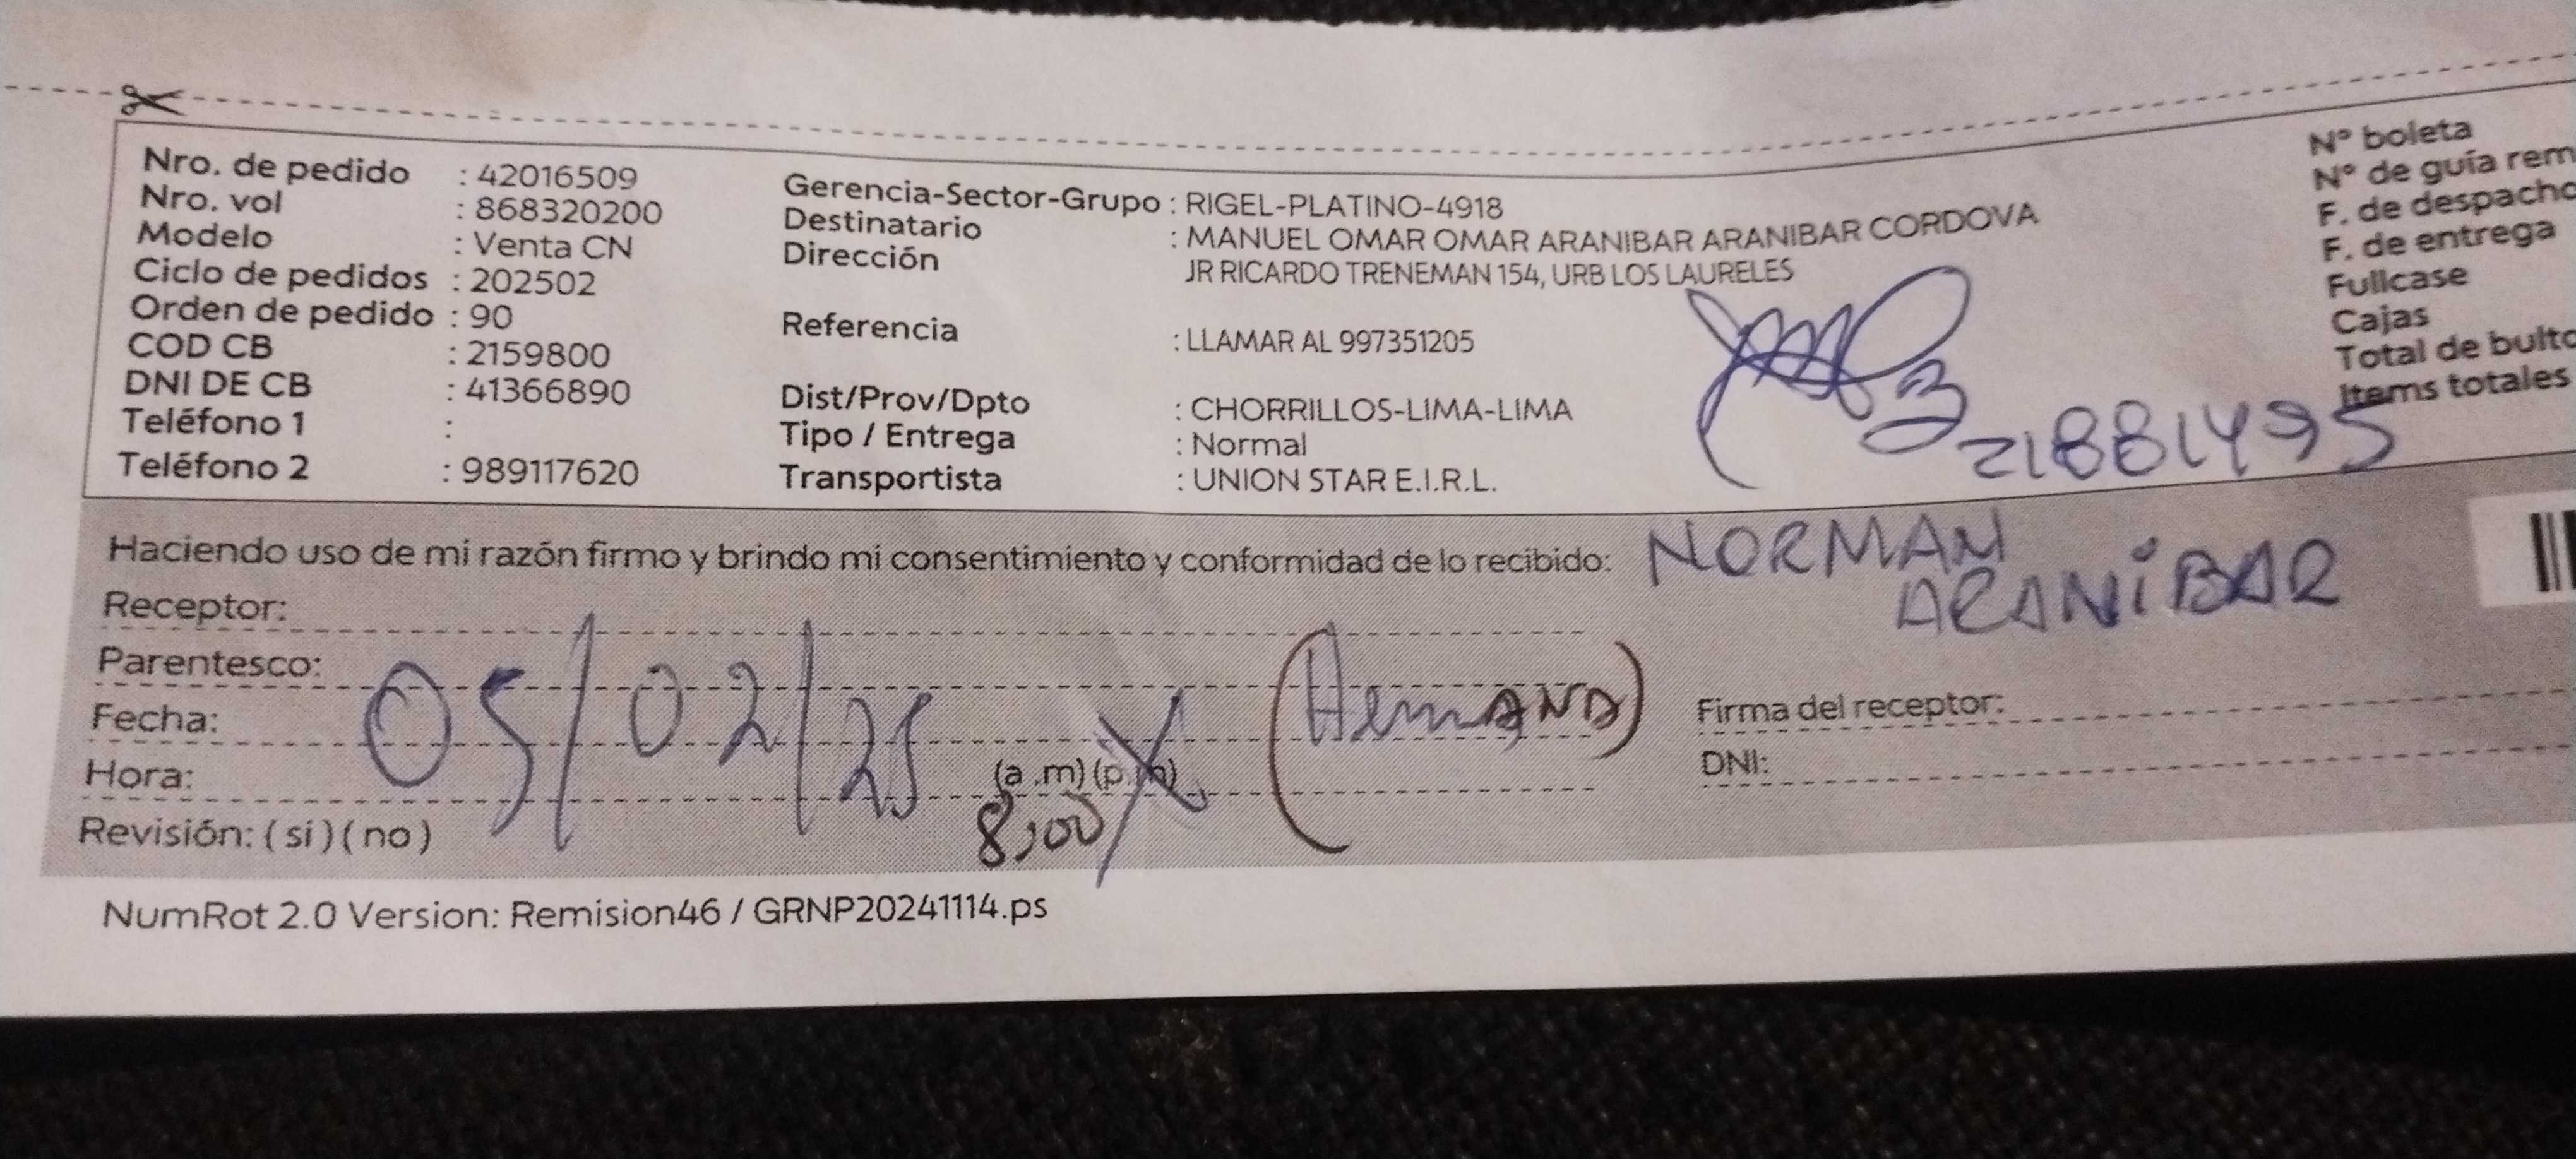 Nro. de pedido : 42016509
Nro. vol : 868320200
Modelo : Venta CN
Ciclo de pedidos : 202502
Orden de pedido : 90
COD CB : 2159800
DNI DE CB : 41366890
Teléfono 1 :
Teléfono 2 : 989117620
Gerencia-Sector-Grupo : RIGEL-PLATINO-4918
Destinatario : MANUEL OMAR OMAR ARANIBAR ARANIBAR CORDOVA
Dirección JR RICARDO TRENEMAN 154, URB LOS LAURELES
Referencia : LLAMAR AL 997351205
Dist/Prov/Dpto : CHORRILLOS-LIMA-LIMA
Tipo / Entrega : Normal
Transportista : UNION STAR E.I.R.L.
N° boleta
N° de guía rem
F. de despacho
F. de entrega
Fullcase
Cajas
Total de bulto
Items totales
21881495
Haciendo uso de mi razón firmo y brindo mi consentimiento y conformidad de lo recibido: NORMAN
ARANiBAR
Receptor:
Parentesco:
Fecha: 05/02/25
Hora: (a.m)(p.m)
8:00
Revisión: ( si ) ( no )
Firma del receptor:
DNI:
NumRot 2.0 Version: Remision46 / GRNP20241114.ps